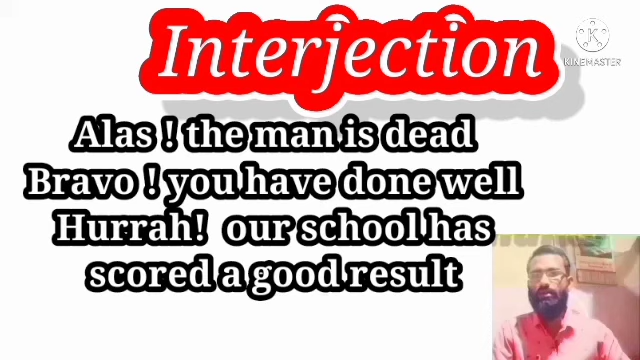 Interjection
KINEMASTER
Alas ! the man is dead
Bravo ! you have done well
Hurrah! our school has
scored a good result